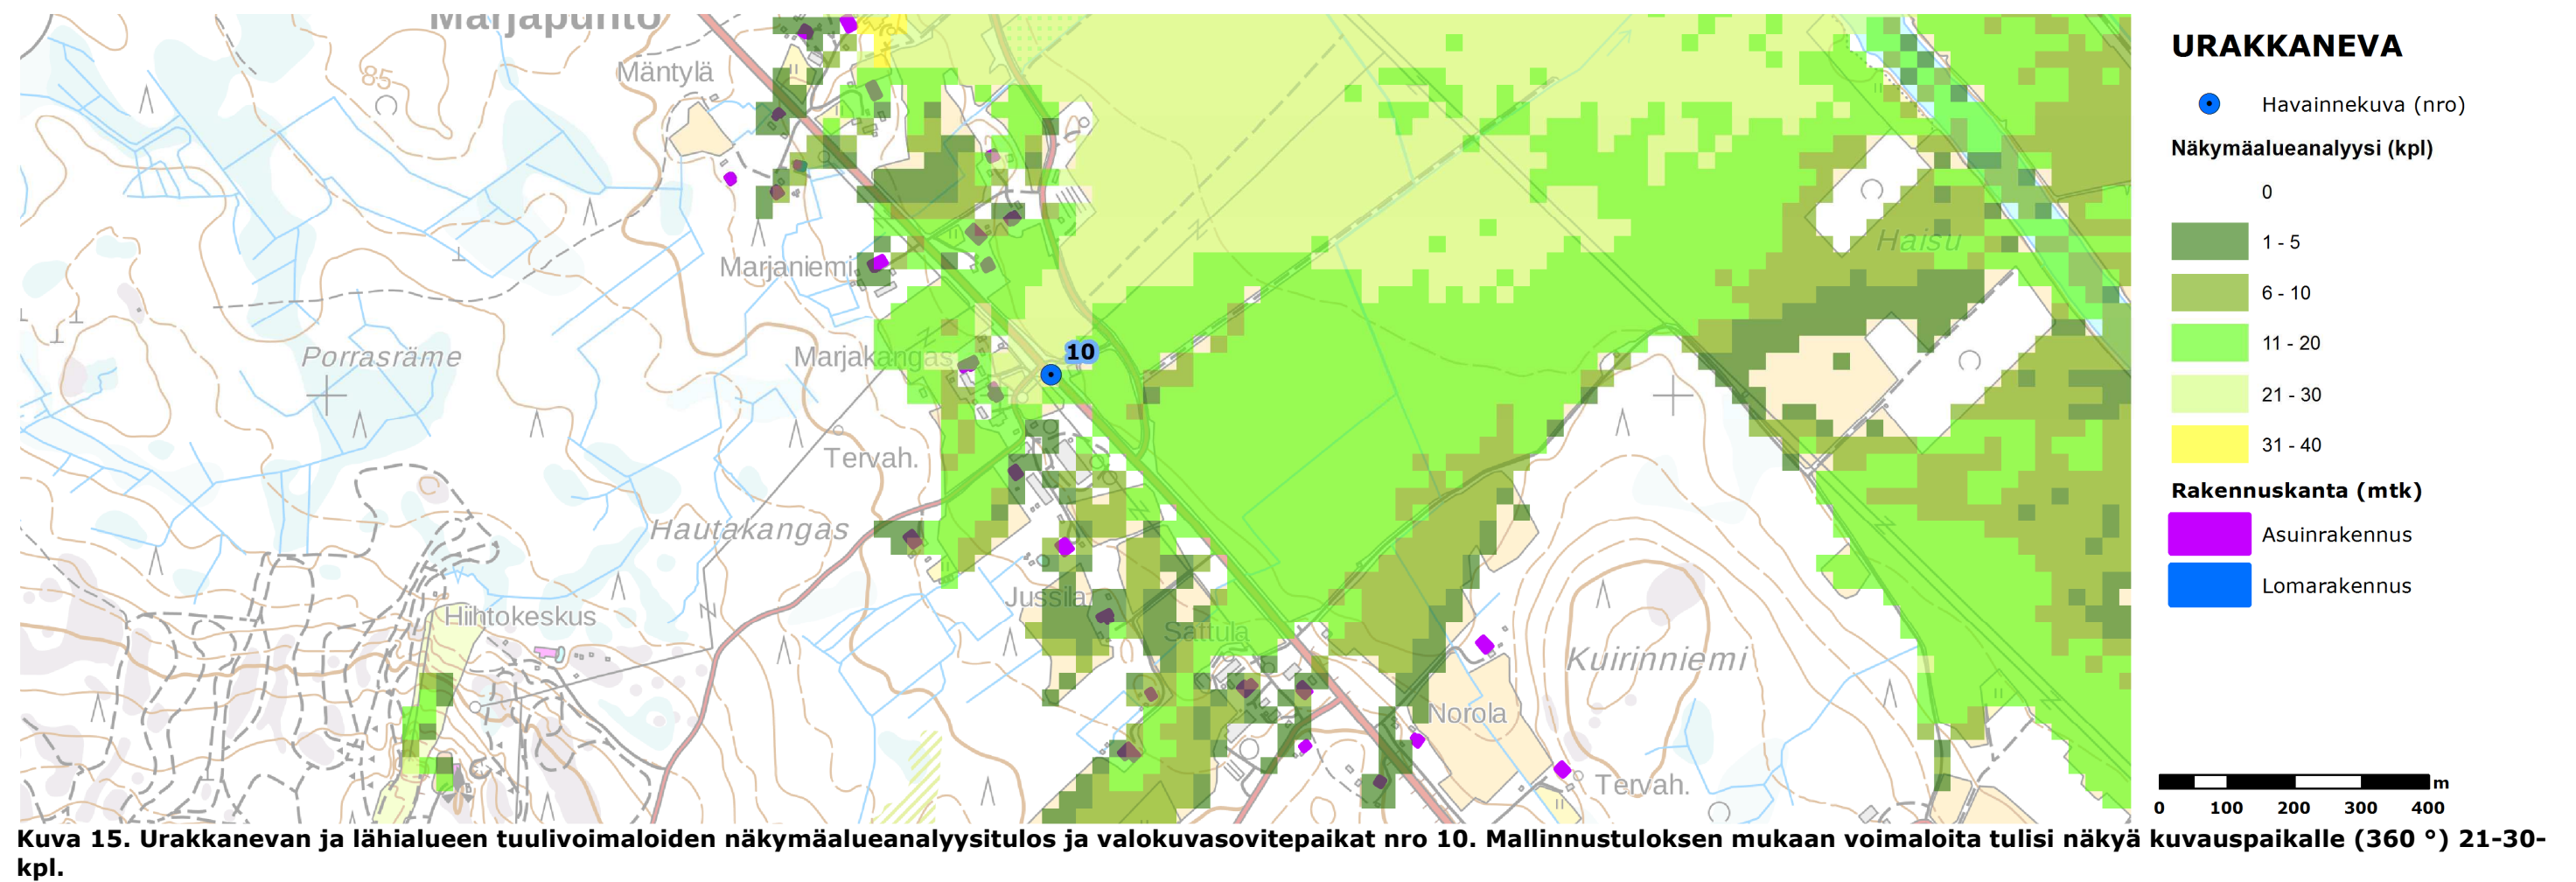 Marjapuhto
85
Mäntylä
Marjaniemi
Porrasräme
Marjakangas
10
Tervah.
Hautakangas
Hiihtokeskus
Jussila
Sattula
Haisu
Kuirinniemi
Norola
Tervah.
URAKKANEVA
Havainnekuva (nro)
Näkymäalueanalyysi (kpl)
0
1 - 5
6 - 10
11 - 20
21 - 30
31 - 40
Rakennuskanta (mtk)
Asuinrakennus
Lomarakennus
m
0 100 200 300 400
Kuva 15. Urakkanevan ja lähialueen tuulivoimaloiden näkymäalueanalyysitulos ja valokuvasovitepaikat nro 10. Mallinnustuloksen mukaan voimaloita tulisi näkyä kuvauspaikalle (360 °) 21-30-
kpl.